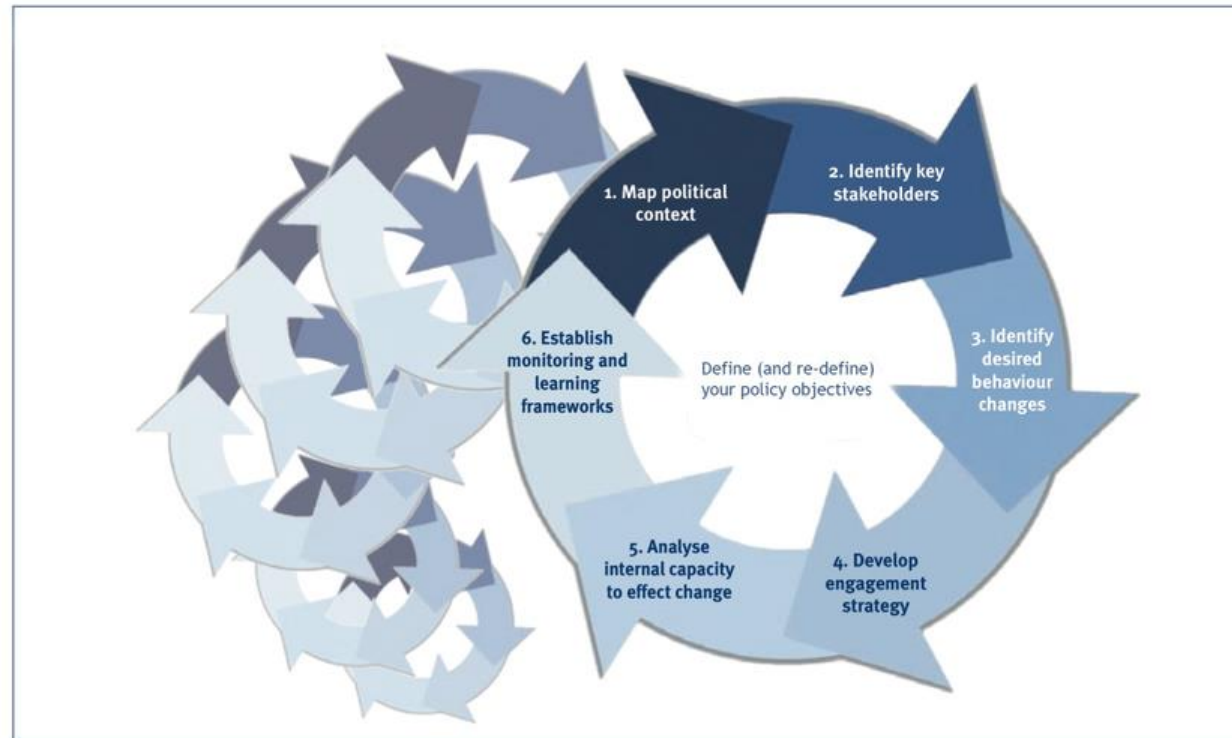 1. Map political
context
2. Identify key
stakeholders
3. Identify
desired
behaviour
changes
4. Develop
engagement
strategy
5. Analyse
internal capacity
to effect change
6. Establish
monitoring and
learning
frameworks
Define (and re-define)
your policy objectives